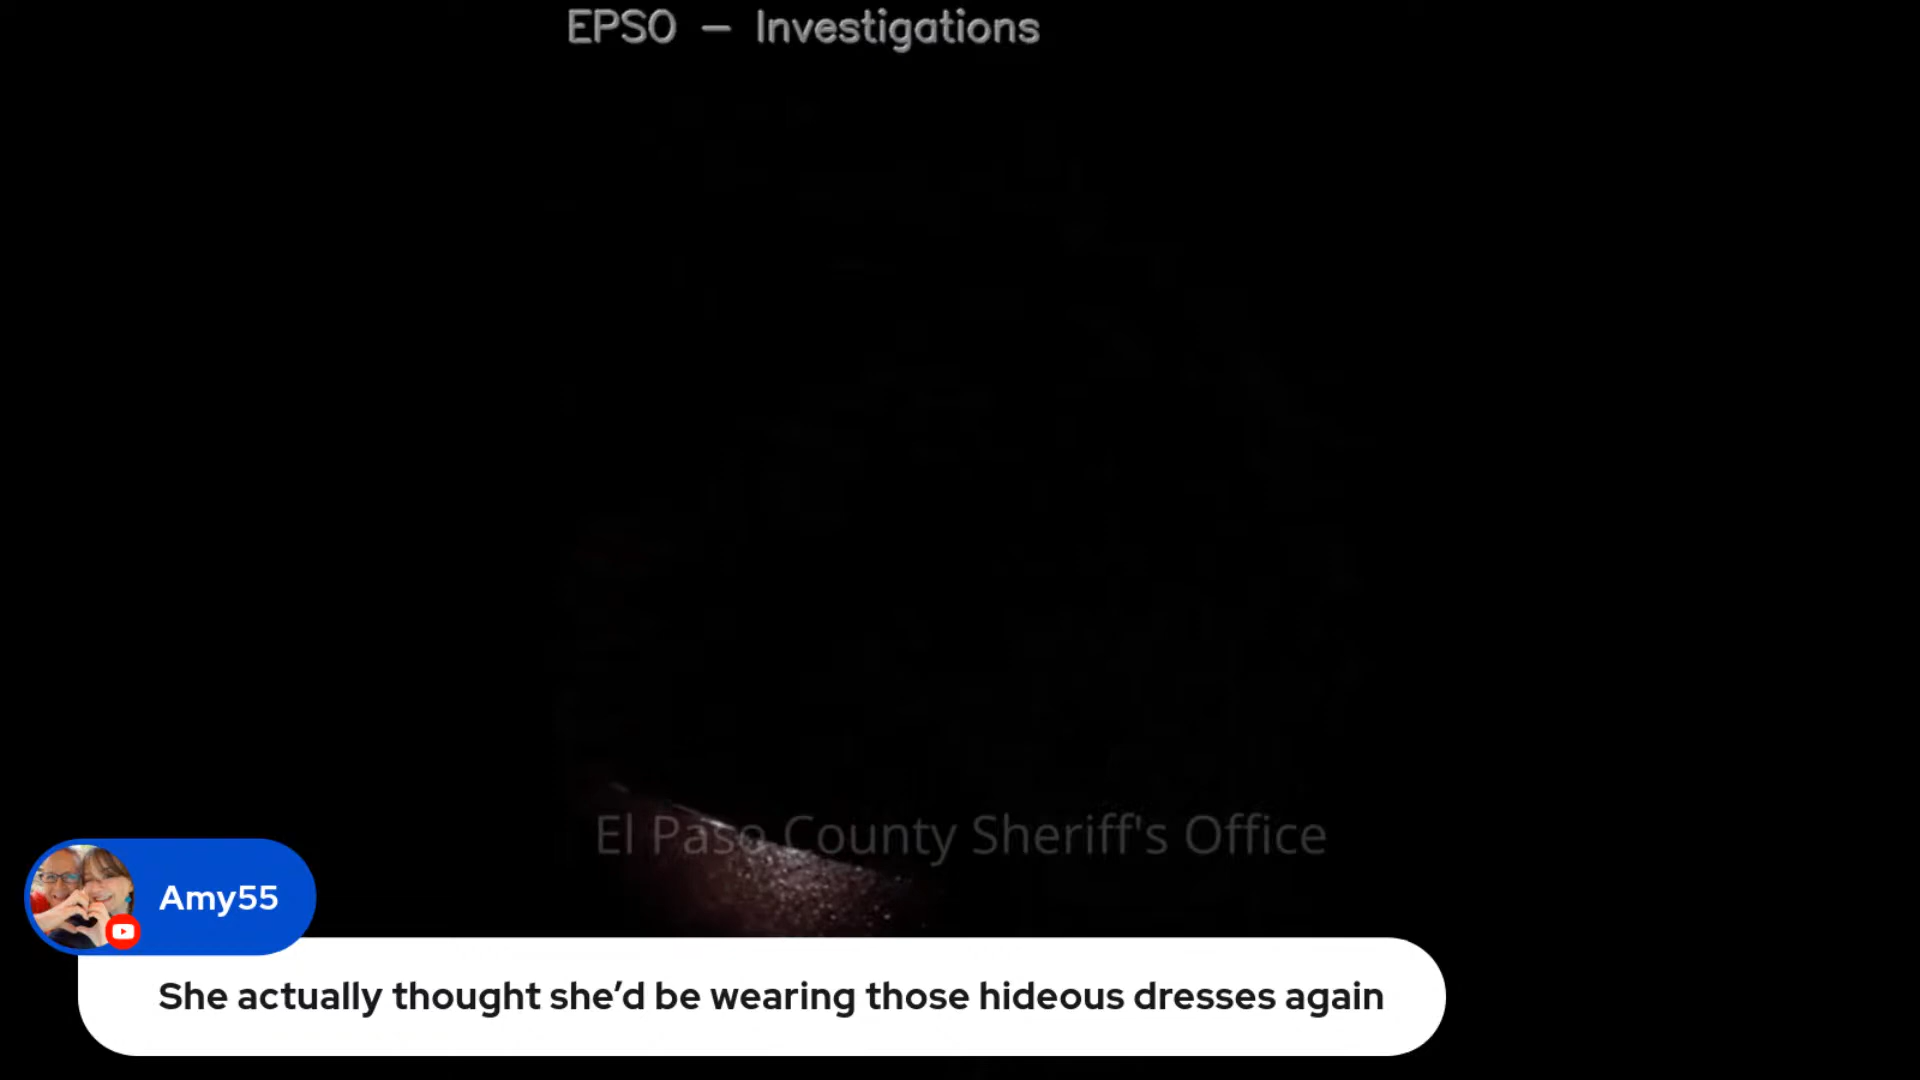 EPSO - Investigations
El Paso County Sheriff's Office
Amy55
She actually thought she’d be wearing those hideous dresses again